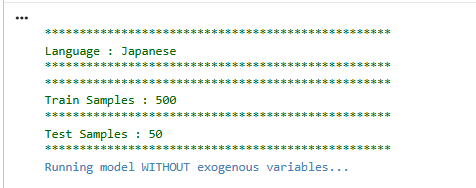 ...
**************************************************
Language : Japanese
**************************************************
**************************************************
Train Samples : 500
**************************************************
Test Samples : 50
**************************************************
Running model WITHOUT exogenous variables...